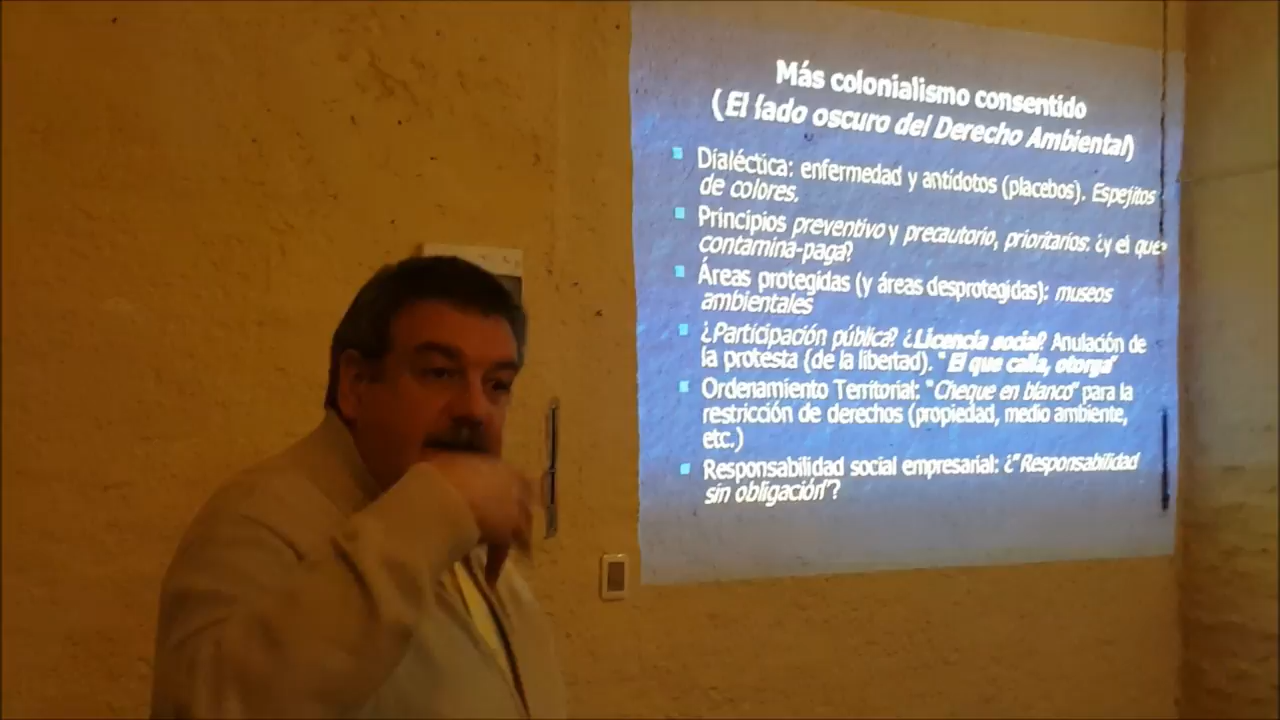 Más colonialismo consentido
(El lado oscuro del Derecho Ambiental)
Dialéctica: enfermedad y antídotos (placebos). Espejitos
de colores.
Principios preventivo y precautorio, prioritarios: ¿y el que
contamina-paga?
Áreas protegidas (y áreas desprotegidas): museos
ambientales
¿Participación pública? ¿Licencia social? Anulación de
la protesta (de la libertad). "El que calla, otorga"
Ordenamiento Territorial: "Cheque en blanco" para la
restricción de derechos (propiedad, medio ambiente,
etc.)
Responsabilidad social empresarial: ¿"Responsabilidad
sin obligación"?